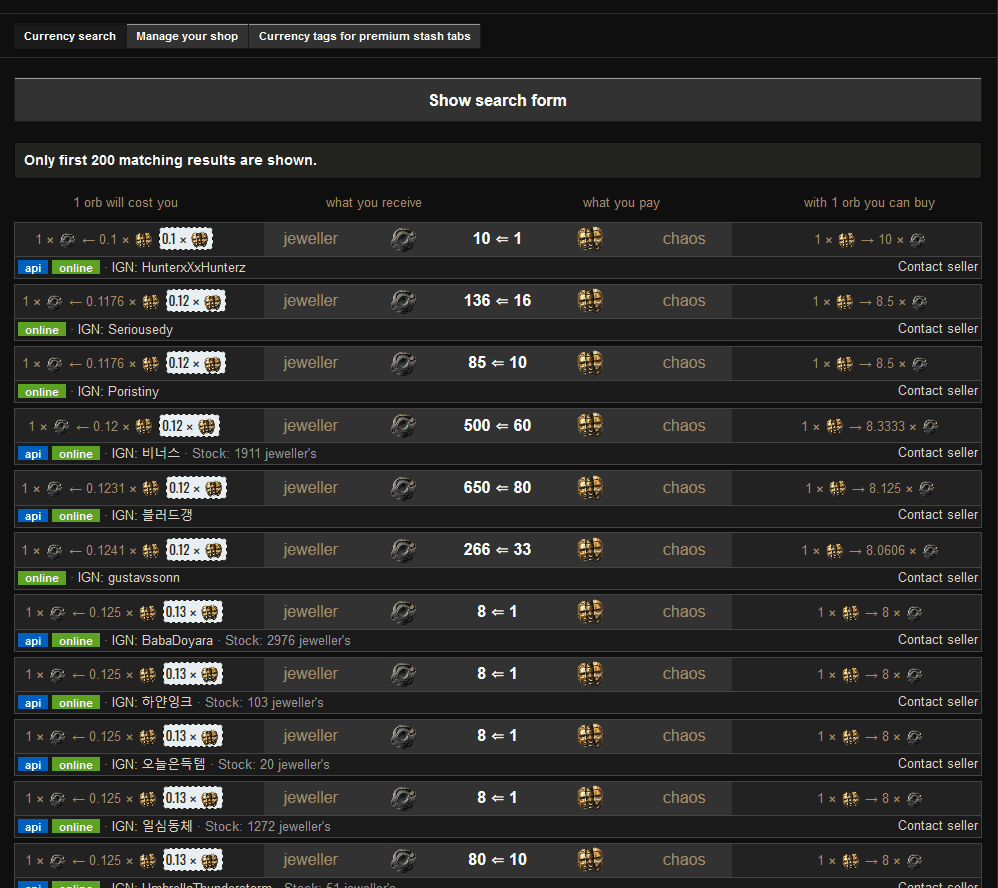 Currency search Manage your shop Currency tags for premium stash tabs
Show search form
Only first 200 matching results are shown.
1 orb will cost you what you receive what you pay with 1 orb you can buy
1 × ← 0.1 × 0.1 × jeweller 10 ⇐ 1 chaos 1 × → 10 ×
api online · IGN: HunterxXxHunterz Contact seller
1 × ← 0.1176 × 0.12 × jeweller 136 ⇐ 16 chaos 1 × → 8.5 ×
online · IGN: Seriousedy Contact seller
1 × ← 0.1176 × 0.12 × jeweller 85 ⇐ 10 chaos 1 × → 8.5 ×
online · IGN: Poristiny Contact seller
1 × ← 0.12 × 0.12 × jeweller 500 ⇐ 60 chaos 1 × → 8.3333 ×
api online · IGN: 비너스 · Stock: 1911 jeweller's Contact seller
1 × ← 0.1231 × 0.12 × jeweller 650 ⇐ 80 chaos 1 × → 8.125 ×
api online · IGN: 블러드갱 Contact seller
1 × ← 0.1241 × 0.12 × jeweller 266 ⇐ 33 chaos 1 × → 8.0606 ×
online · IGN: gustavssonn Contact seller
1 × ← 0.125 × 0.13 × jeweller 8 ⇐ 1 chaos 1 × → 8 ×
api online · IGN: BabaDoyara · Stock: 2976 jeweller's Contact seller
1 × ← 0.125 × 0.13 × jeweller 8 ⇐ 1 chaos 1 × → 8 ×
api online · IGN: 하얀잉크 · Stock: 103 jeweller's Contact seller
1 × ← 0.125 × 0.13 × jeweller 8 ⇐ 1 chaos 1 × → 8 ×
api online · IGN: 오늘은득템 · Stock: 20 jeweller's Contact seller
1 × ← 0.125 × 0.13 × jeweller 8 ⇐ 1 chaos 1 × → 8 ×
api online · IGN: 일심동체 · Stock: 1272 jeweller's Contact seller
1 × ← 0.125 × 0.13 × jeweller 80 ⇐ 10 chaos 1 × → 8 ×
api online · IGN: UmbrellaThunderstorm · Stock: 51 jeweller's Contact seller